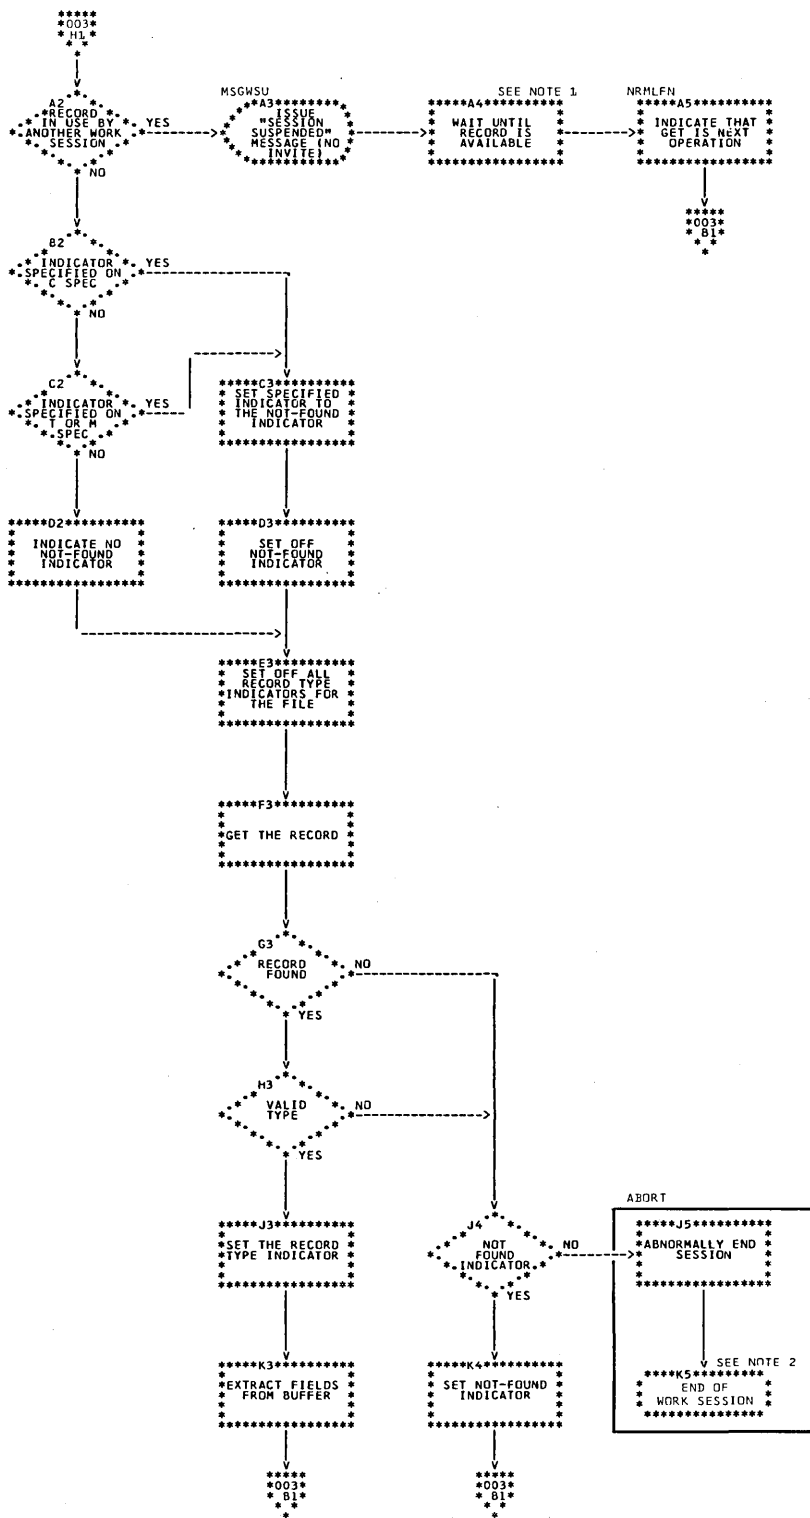 003
H1
A2
RECORD
IN USE BY
ANOTHER WORK
SESSION
YES
NO
MSGWSU
A3
ISSUE
"SESSION
SUSPENDED"
MESSAGE (NO
INVITE)
SEE NOTE 1
A4
WAIT UNTIL
RECORD IS
AVAILABLE
NRMLFN
A5
INDICATE THAT
GET IS NEXT
OPERATION
003
B1
B2
INDICATOR
SPECIFIED ON
C SPEC
YES
NO
C2
INDICATOR
SPECIFIED ON
T OR M
SPEC
YES
NO
C3
SET SPECIFIED
INDICATOR TO
THE NOT-FOUND
INDICATOR
D2
INDICATE NO
NOT-FOUND
INDICATOR
D3
SET OFF
NOT-FOUND
INDICATOR
E3
SET OFF ALL
RECORD TYPE
INDICATORS FOR
THE FILE
F3
GET THE RECORD
G3
RECORD
FOUND
NO
YES
H3
VALID
TYPE
NO
YES
J3
SET THE RECORD
TYPE INDICATOR
J4
NOT
FOUND
INDICATOR
NO
YES
ABORT
J5
ABNORMALLY END
SESSION
K3
EXTRACT FIELDS
FROM BUFFER
K4
SET NOT-FOUND
INDICATOR
SEE NOTE 2
K5
END OF
WORK SESSION
003
B1
003
B1